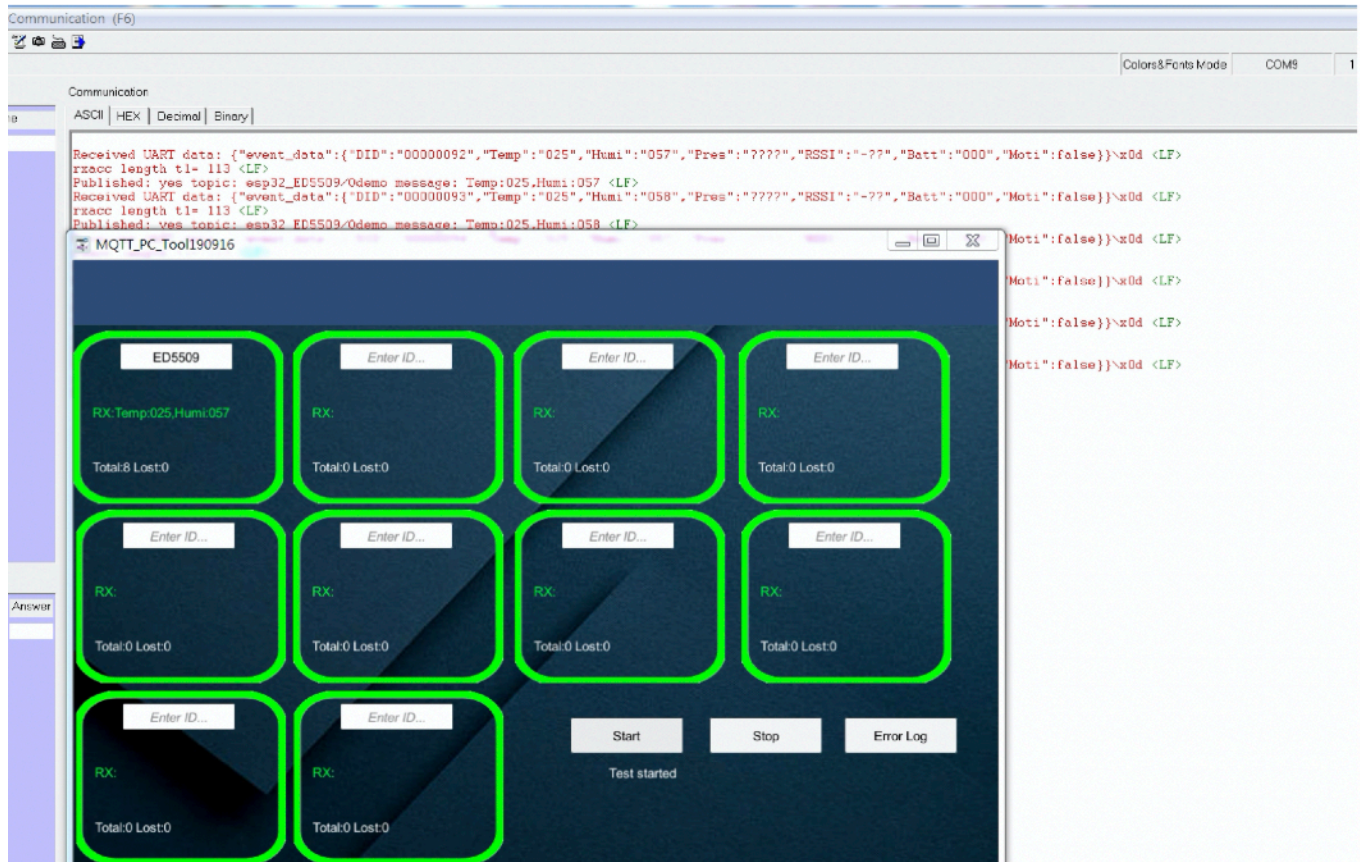 Communication (F6)
Colors&Fonts Mode COM9 1
Communication
ASCII HEX Decimal Binary
Received UART data: {"event_data":{"DID":"00000092","Temp":"025","Humi":"057","Pres":"????","RSSI":"-??","Batt":"000","Moti":false}}\x0d <LF>
rxacc length tl= 113 <LF>
Published: yes topic: esp32_ED5509/0demo message: Temp:025,Humi:057 <LF>
Received UART data: {"event_data":{"DID":"00000093","Temp":"025","Humi":"058","Pres":"????","RSSI":"-??","Batt":"000","Moti":false}}\x0d <LF>
rxacc length tl= 113 <LF>
Published: yes topic: esp32_ED5509/0demo message: Temp:025,Humi:058 <LF>
"Moti":false}}\x0d <LF>
"Moti":false}}\x0d <LF>
"Moti":false}}\x0d <LF>
"Moti":false}}\x0d <LF>
MQTT_PC_Tool190916
ED5509 Enter ID... Enter ID... Enter ID...
RX:Temp:025,Humi:057 RX: RX: RX:
Total:8 Lost:0 Total:0 Lost:0 Total:0 Lost:0 Total:0 Lost:0
Enter ID... Enter ID... Enter ID... Enter ID...
RX: RX: RX: RX:
Answer
Total:0 Lost:0 Total:0 Lost:0 Total:0 Lost:0 Total:0 Lost:0
Enter ID... Enter ID...
Start Stop Error Log
RX: RX: Test started
Total:0 Lost:0 Total:0 Lost:0